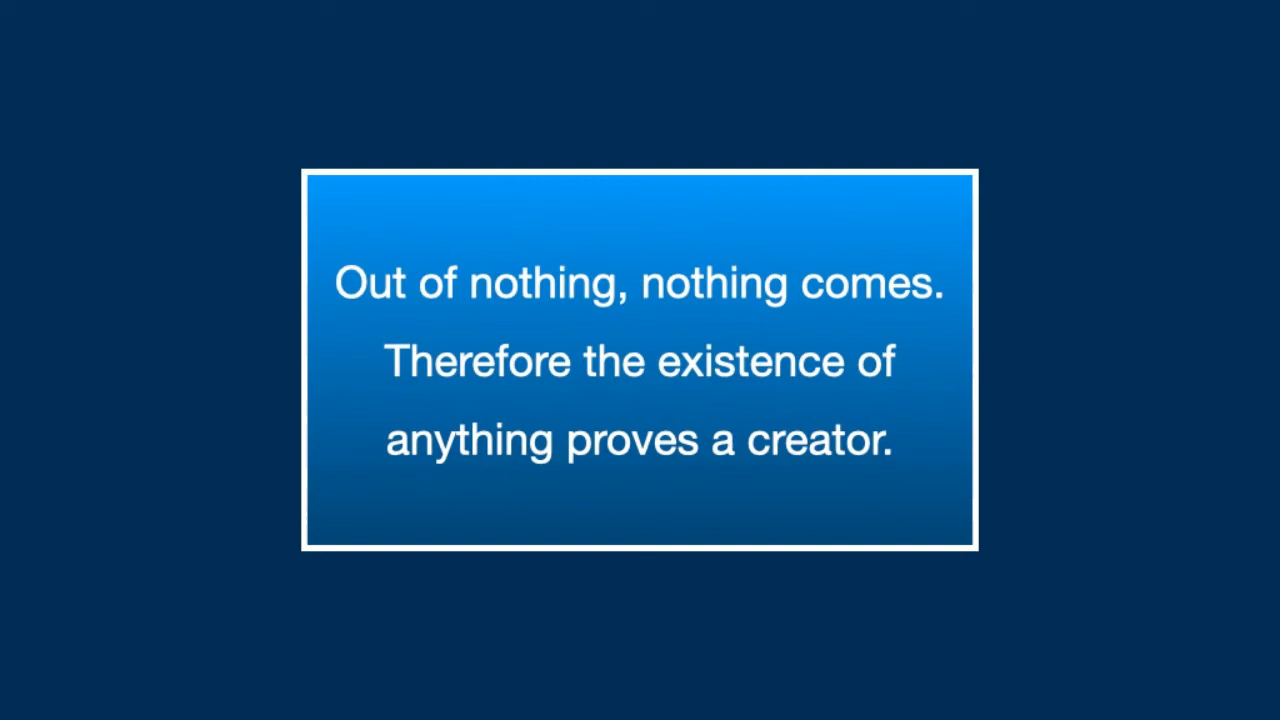 Out of nothing, nothing comes.
Therefore the existence of
anything proves a creator.